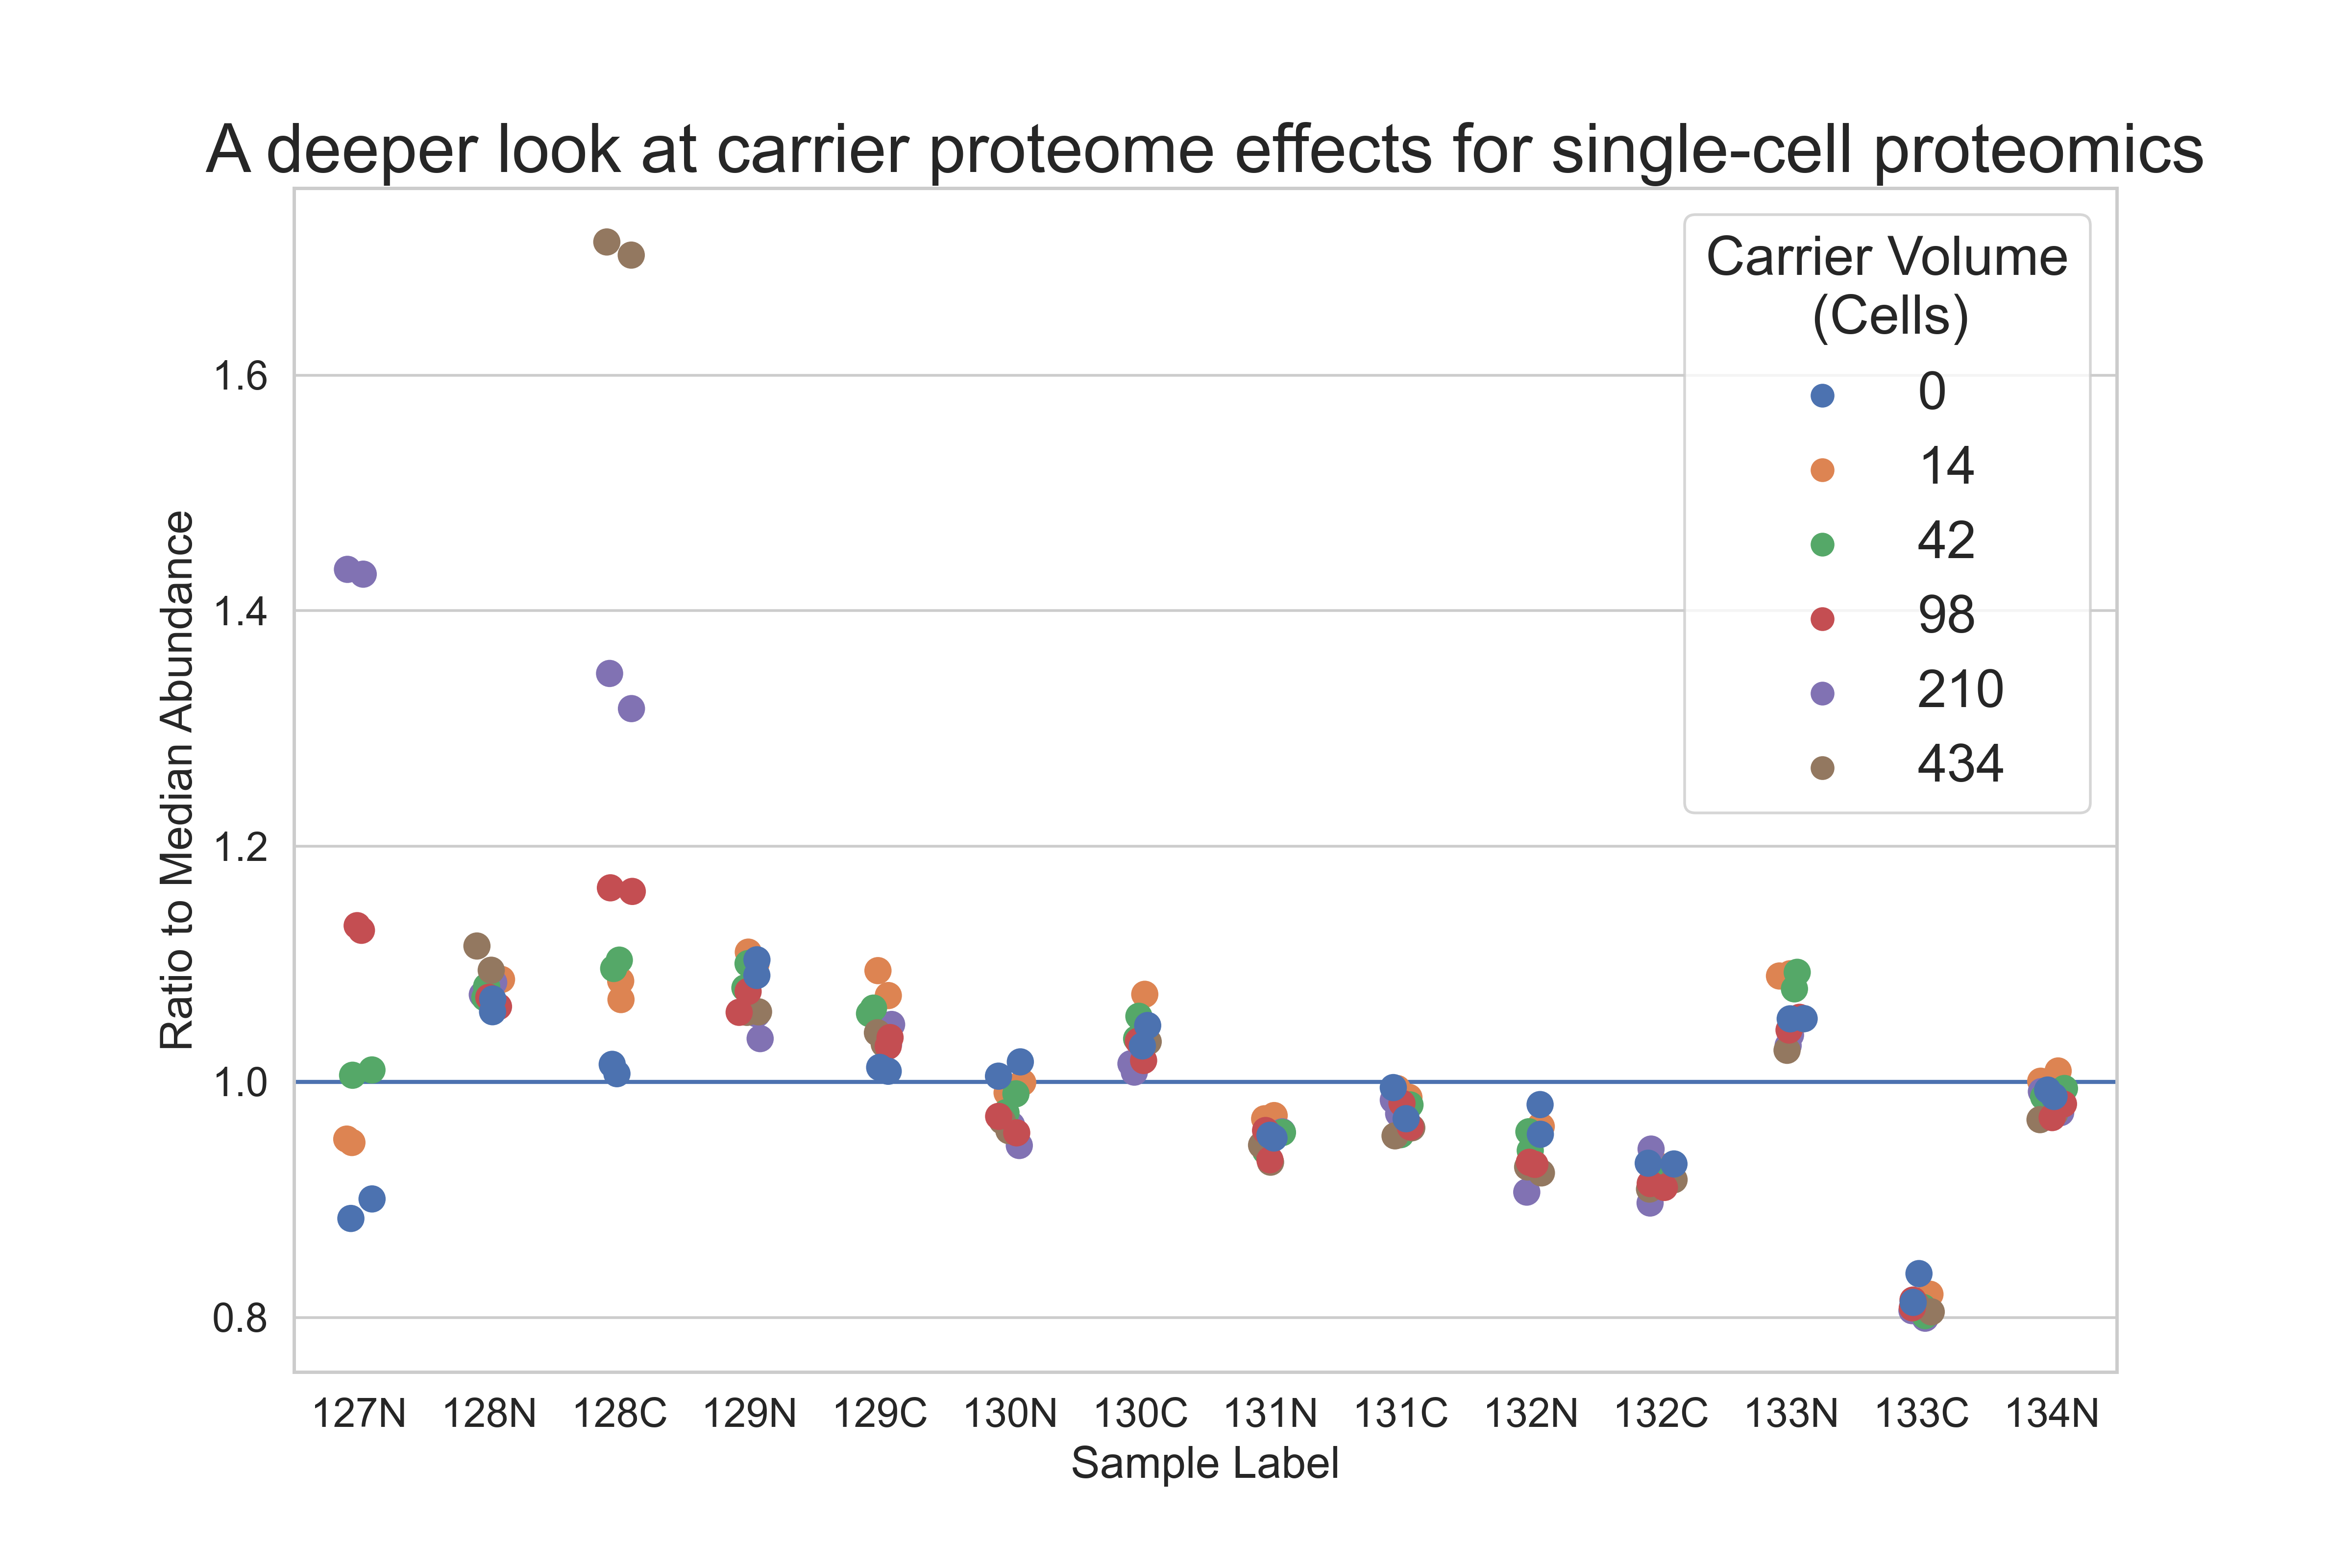 A deeper look at carrier proteome effects for single-cell proteomics
Carrier Volume
(Cells)
0
14
42
98
210
434
Ratio to Median Abundance
1.6
1.4
1.2
1.0
0.8
127N 128N 128C 129N 129C 130N 130C 131N 131C 132N 132C 133N 133C 134N
Sample Label